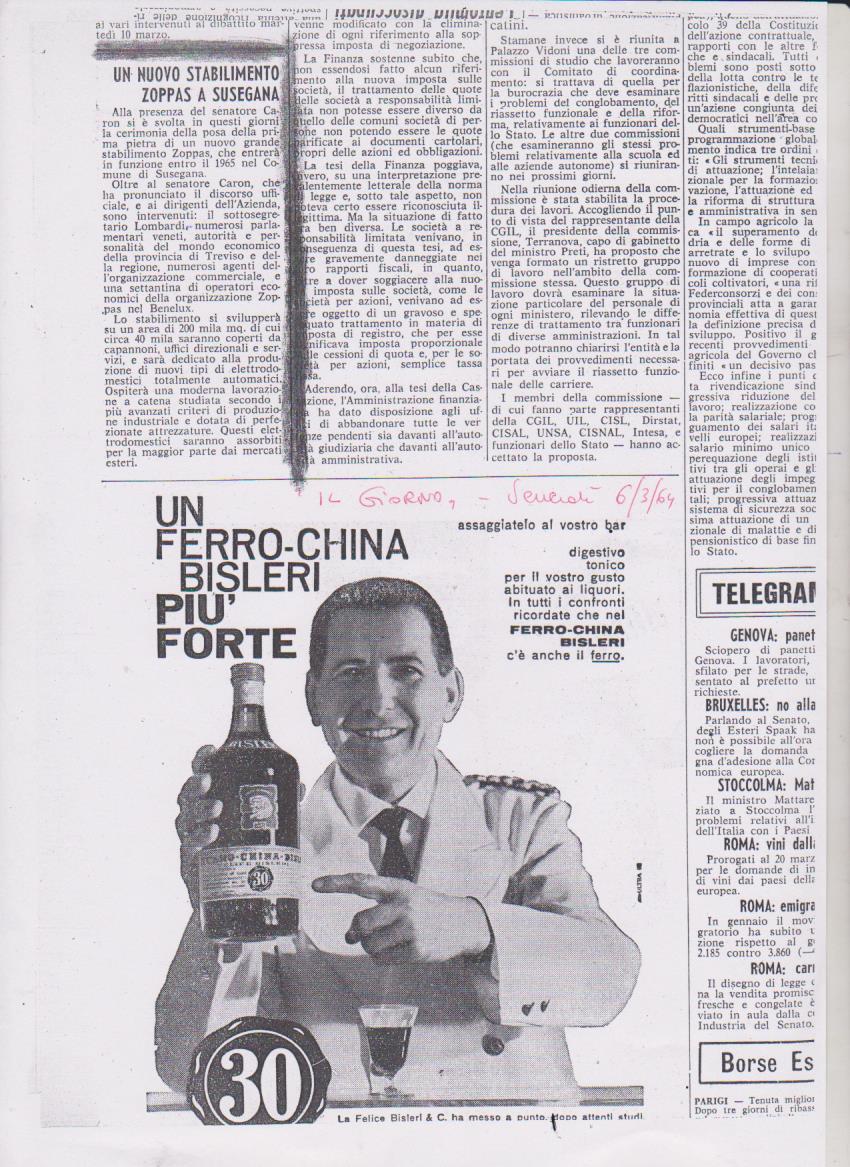 ai vari intervenuti al dibattito mar-
tedì 10 marzo.
UN NUOVO STABILIMENTO
ZOPPAS A SUSEGANA
Alla presenza del senatore Ca-
ron si è svolta in questi giorni
la cerimonia della posa della pri-
ma pietra di un nuovo grande
stabilimento Zoppas, che entrerà
in funzione entro il 1965 nel Co-
mune di Susegana.
Oltre al senatore Caron, che
ha pronunciato il discorso uffi-
ciale, e ai dirigenti dell'Azienda,
sono intervenuti: il sottosegre-
tario Lombardi, numerosi parla-
mentari veneti, autorità e per-
sonalità del mondo economico
della provincia di Treviso e del-
la regione, numerosi agenti del-
l'organizzazione commerciale, e
una settantina di operatori eco-
nomici della organizzazione Zop-
pas nel Benelux.
Lo stabilimento si svilupperà
su un area di 200 mila mq. di cui
circa 40 mila saranno coperti da
capannoni, uffici direzionali e ser-
vizi, e sarà dedicato alla produ-
zione di nuovi tipi di elettrodo-
mestici totalmente automatici.
Ospiterà una moderna lavorazio-
ne a catena studiata secondo i
più avanzati criteri di produzio-
ne industriale e dotata di perfe-
zionate attrezzature. Questi elet-
trodomestici saranno assorbiti
per la maggior parte dai mercati
esteri.
venne modificato con la elimina-
zione di ogni riferimento alla sop-
pressa imposta di negoziazione.
La Finanza sostenne subito che,
non essendosi fatto alcun riferi-
mento alla nuova imposta sulle
società, il trattamento delle quote
delle società a responsabilità limi-
tata non potesse essere diverso da
quello delle comuni società di per-
sone non potendo essere le quote
parificate ai documenti cartolari,
propri delle azioni ed obbligazioni.
La tesi della Finanza poggiava,
invero, su una interpretazione pre-
valentemente letterale della norma
di legge e, sotto tale aspetto, non
poteva certo essere riconosciuta il-
legittima. Ma la situazione di fatto
era ben diversa. Le società a re-
sponsabilità limitata venivano, in
conseguenza di questa tesi, ad es-
sere gravemente danneggiate nei
loro rapporti fiscali, in quanto,
oltre a dover soggiacere alla nuo-
va imposta sulle società, come le
società per azioni, venivano ad es-
sere oggetto di un gravoso e spe-
requato trattamento in materia di
imposta di registro, che per esse
significava imposta proporzionale
sulle cessioni di quota e, per le so-
cietà per azioni, semplice tassa
fissa.
Aderendo, ora, alla tesi della Cas-
sazione, l'Amministrazione finanzia-
ria ha dato disposizione agli uf-
fici di abbandonare tutte le ver
tenze pendenti sia davanti all'auto-
rità giudiziaria che davanti all'auto-
rità amministrativa.
catini.
Stamane invece si è riunita a
Palazzo Vidoni una delle tre com-
missioni di studio che lavoreranno
con il Comitato di coordina-
mento: si trattava di quella per
la burocrazia che deve esaminare
i problemi del conglobamento, del
riassetto funzionale e della rifor-
ma, relativamente ai funzionari del-
lo Stato. Le altre due commissioni
(che esamineranno gli stessi pro-
blemi relativamente alla scuola ed
alle aziende autonome) si riuniran-
no nei prossimi giorni.
Nella riunione odierna della com-
missione è stata stabilita la proce-
dura dei lavori. Accogliendo il pun-
to di vista del rappresentante della
CGIL, il presidente della commis-
sione, Terranova, capo di gabinetto
del ministro Preti, ha proposto che
venga formato un ristretto gruppo
di lavoro nell'ambito della com-
missione stessa. Questo gruppo di
lavoro dovrà esaminare la situa-
zione particolare del personale di
ogni ministero, rilevando le diffe-
renze di trattamento tra funzionari
di diverse amministrazioni. In tal
modo potranno chiarirsi l'entità e la
portata dei provvedimenti necessa-
ri per avviare il riassetto funzio-
nale delle carriere.
I membri della commissione —
di cui fanno parte rappresentanti
della CGIL, UIL, CISL, Dirstat,
CISAL, UNSA, CISNAL, Intesa, e
funzionari dello Stato — hanno ac-
cettato la proposta.
colo 39 della Costituzio
dell'azione contrattuale,
rapporti con le altre
che e sindacali. Tutti
blemi sono posti sotto
della lotta contro le te
flazionistiche, della dife
ritti sindacali e delle pro
un'azione congiunta dei
democratici nell'area co
Quali strumenti-base
programmazione global
mento indica tre ordini
ti: «Gli strumenti tecni
di attuazione; l'intelaia
zionale per la formazio
vazione, l'attuazione ed
la riforma di struttura
e amministrativa in sen
In campo agricolo la
ca «il superamento de
dria e delle forme di
arretrate e lo sviluppo
nuovo di imprese con
formazione di cooperati
coli coltivatori, «una rif
Federconsorzi e dei con
provinciali atta a garan
nomia effettiva di quest
la definizione precisa d
sviluppo. Positivo il g
recenti provvedimenti
agricola del Governo c
finiti «un decisivo pas
Ecco infine i punti
ta rivendicazione sind
gressiva riduzione del
lavoro; realizzazione co
la parità salariale; prog
guamento dei salari ita
velli europei; realizzazi
salario minimo unico
perequazione degli istit
tivi tra gli operai e gl
attuazione degli impeg
tivi per il conglobamen
tali; progressiva attuaz
sistema di sicurezza soc
sima attuazione di un
zionale di malattie e di
pensionistico di base fin
lo Stato.
IL GIORNO, - Venerdì 6/3/64
UN
FERRO-CHINA
BISLERI
PIU'
FORTE
assaggiatelo al vostro bar
digestivo
tonico
per il vostro gusto
abituato ai liquori.
In tutti i confronti
ricordate che nel
FERRO-CHINA
BISLERI
c'è anche il ferro.
BISLERI
30
30
La Felice Bisleri & C. ha messo a punto, dopo attenti studi
TELEGRAM
GENOVA: panet
Sciopero di panetti
Genova. I lavoratori,
sfilato per le strade,
sentato al prefetto un
richieste.
BRUXELLES: no alla
Parlando al Senato,
degli Esteri Spaak ha
non è possibile all'ora
cogliere la domanda
gna d'adesione alla Co
nomica europea.
STOCCOLMA: Mat
Il ministro Mattare
ziato a Stoccolma l'
problemi relativi all'i
dell'Italia con i Paesi
ROMA: vini dall
Prorogati al 20 marz
per le domande di in
di vini dai paesi della
europea.
ROMA: emigra
In gennaio il mov
gratorio ha subito
zione rispetto al g
2.185 contro 3.860 (—
ROMA: car
Il disegno di legge
na la vendita promisc
fresche e congelate è
viato in aula dalla c
Industria del Senato.
Borse Es
PARIGI — Tenuta miglior
Dopo tre giorni di ribass